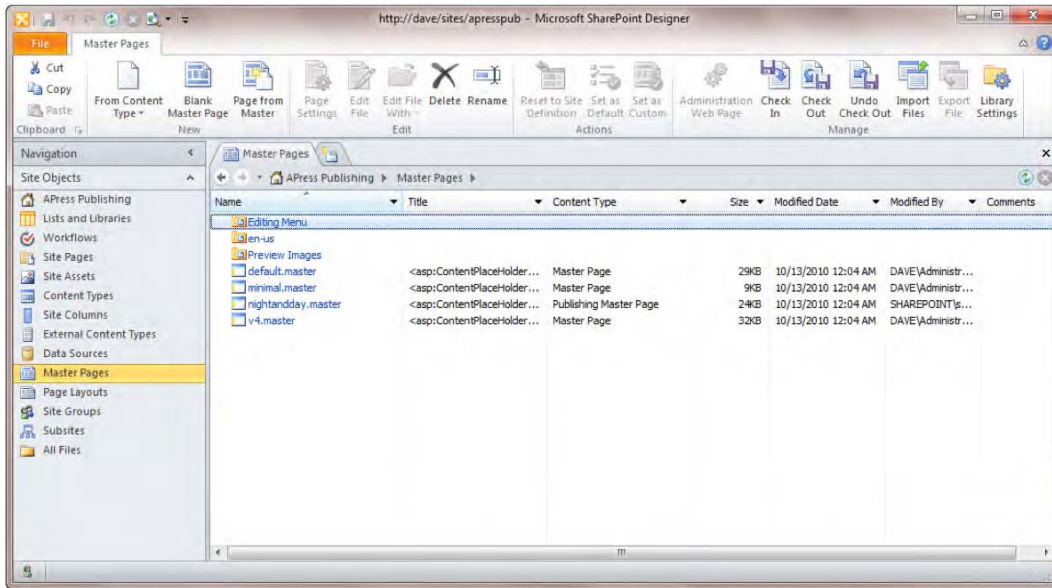 http://dave/sites/apresspub - Microsoft SharePoint Designer
File Master Pages
Cut
Copy
Paste
Clipboard
From Content Type
Blank Master Page
Page from Master
New
Page Settings
Edit File
Edit File With
Delete
Rename
Edit
Reset to Site Definition
Set as Default
Set as Custom
Actions
Administration Web Page
Check In
Check Out
Undo Check Out
Import Files
Export File
Library Settings
Manage
Navigation
Site Objects
APress Publishing
Lists and Libraries
Workflows
Site Pages
Site Assets
Content Types
Site Columns
External Content Types
Data Sources
Master Pages
Page Layouts
Site Groups
Subsites
All Files
Master Pages
APress Publishing Master Pages
Name Title Content Type Size Modified Date Modified By Comments
Editing Menu
en-us
Preview Images
default.master <asp:ContentPlaceHolder... Master Page 29KB 10/13/2010 12:04 AM DAVE\Administr...
minimal.master <asp:ContentPlaceHolder... Master Page 9KB 10/13/2010 12:04 AM DAVE\Administr...
nightandday.master <asp:ContentPlaceHolder... Publishing Master Page 24KB 10/13/2010 12:04 AM SHAREPOINT\s...
v4.master <asp:ContentPlaceHolder... Master Page 32KB 10/13/2010 12:04 AM DAVE\Administr...